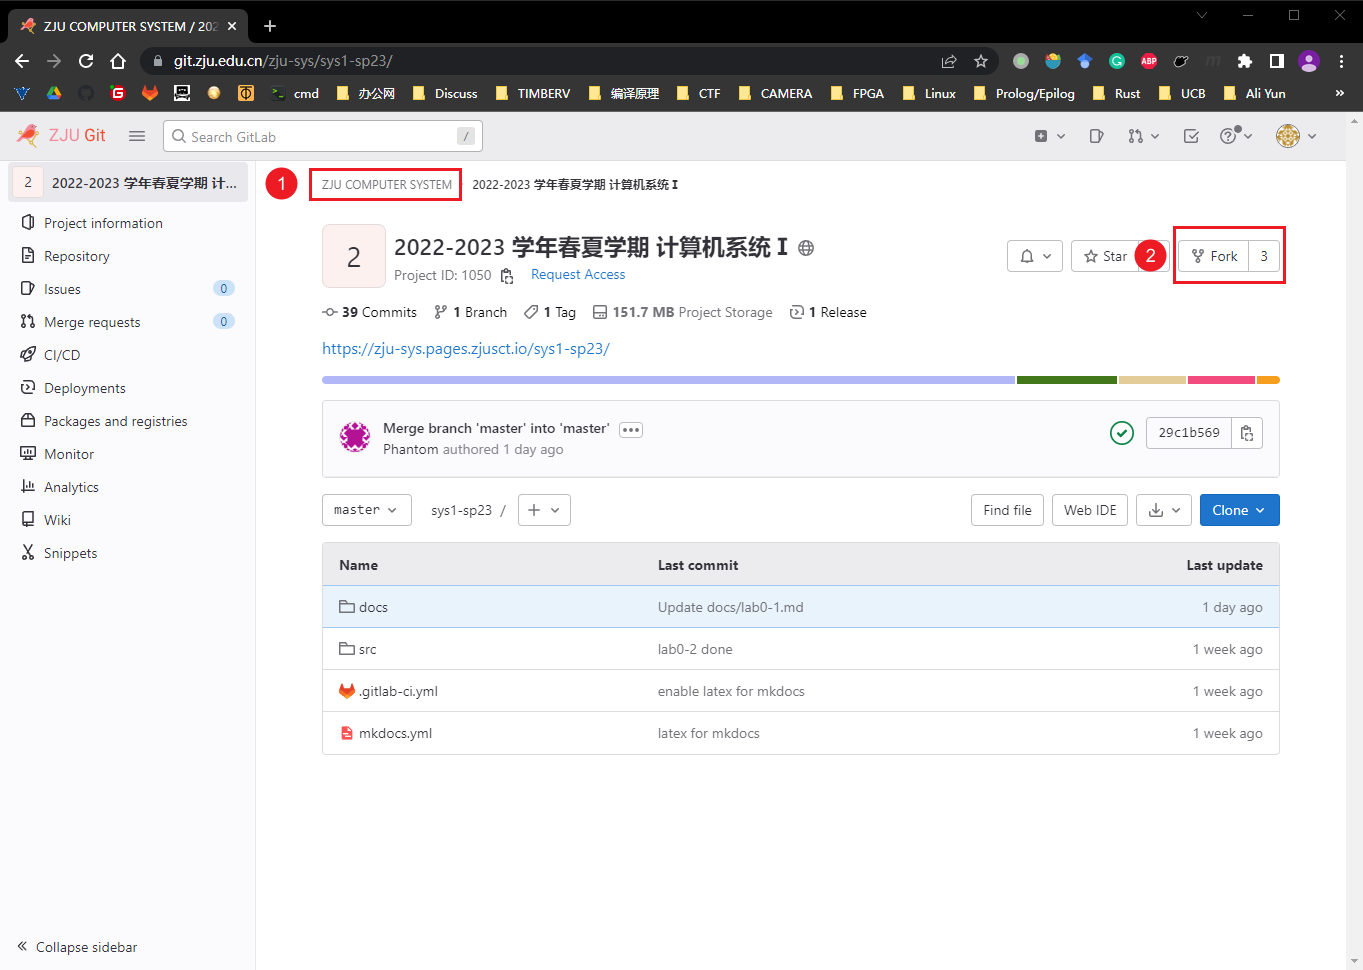 ZJU COMPUTER SYSTEM / 202
git.zju.edu.cn/zju-sys/sys1-sp23/
ABP
cmd 办公网 Discuss TIMBERV 编译原理 CTF CAMERA FPGA Linux Prolog/Epilog Rust UCB Ali Yun »
ZJU Git
Search GitLab /
2 2022-2023 学年春夏学期 计...
1 ZJU COMPUTER SYSTEM 2022-2023 学年春夏学期 计算机系统 I
Project information
Repository
Issues 0
Merge requests 0
CI/CD
Deployments
Packages and registries
Monitor
Analytics
Wiki
Snippets
Collapse sidebar
2 2022-2023 学年春夏学期 计算机系统 I
Project ID: 1050 Request Access
Star 2 Fork 3
39 Commits 1 Branch 1 Tag 151.7 MB Project Storage 1 Release
https://zju-sys.pages.zjusct.io/sys1-sp23/
Merge branch 'master' into 'master'
Phantom authored 1 day ago
29c1b569
master sys1-sp23 / + Find file Web IDE Clone
Name Last commit Last update
docs Update docs/lab0-1.md 1 day ago
src lab0-2 done 1 week ago
.gitlab-ci.yml enable latex for mkdocs 1 week ago
mkdocs.yml latex for mkdocs 1 week ago